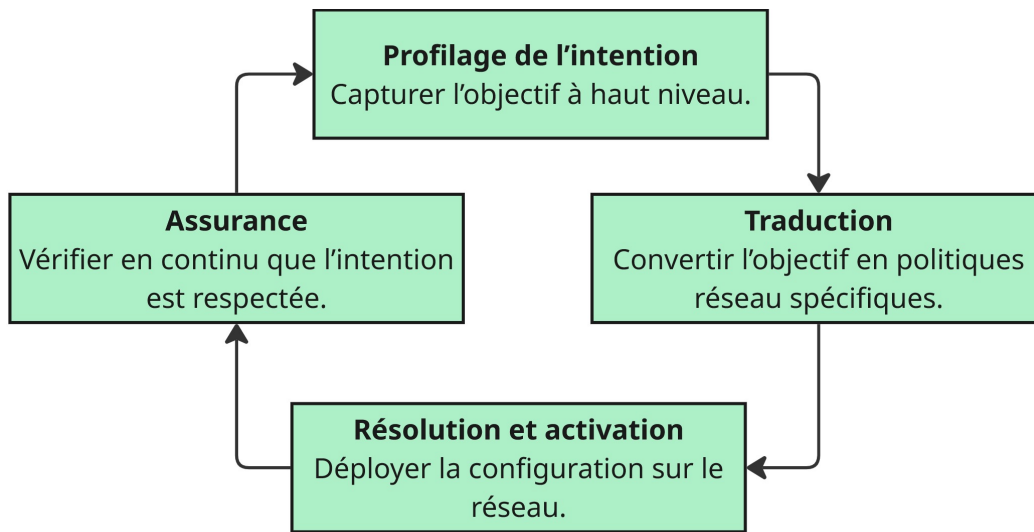 Profilage de l’intention
Capturer l’objectif à haut niveau.
Assurance
Vérifier en continu que l’intention
est respectée.
Traduction
Convertir l’objectif en politiques
réseau spécifiques.
Résolution et activation
Déployer la configuration sur le
réseau.